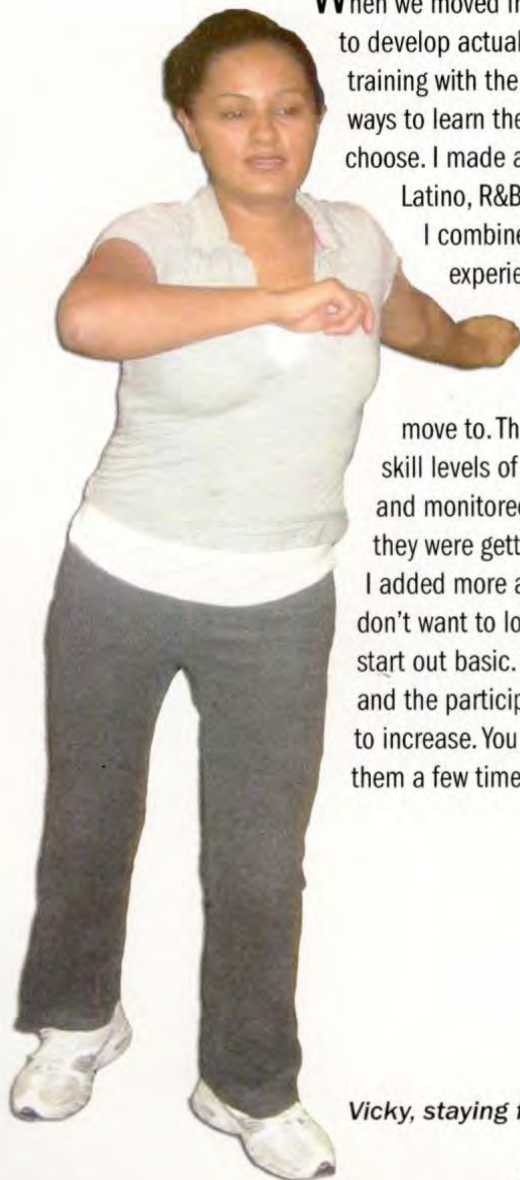 When we moved
to develop actual
training with the
ways to learn the
choose. I made a
Latino, R&B
I combine
experie
move to. Th
skill levels of
and monitored
they were gett
I added more a
don't want to lo
start out basic.
and the particip
to increase. You
them a few time
Vicky, staying